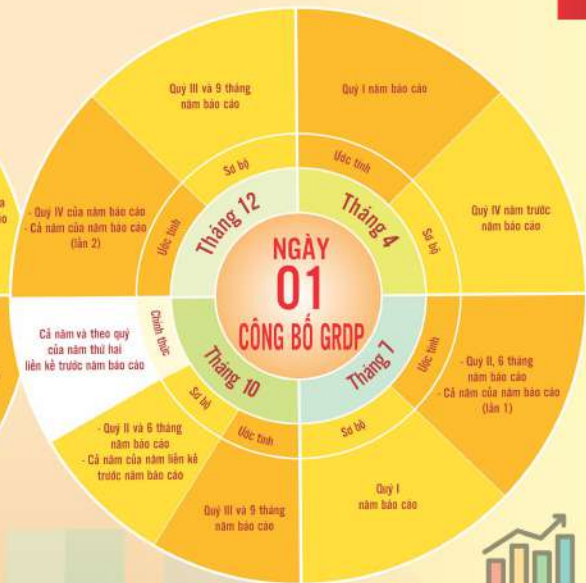 NGÀY
01
CÔNG BỐ GRDP
Tháng 4
Ước tính
Quý I năm báo cáo
Sơ bộ
Quý IV năm trước
năm báo cáo
Tháng 7
Ước tính
- Quý II, 6 tháng
năm báo cáo
- Cả năm của năm báo cáo
(lần 1)
Sơ bộ
Quý I
năm báo cáo
Tháng 10
Ước tính
Quý III và 9 tháng
năm báo cáo
Sơ bộ
- Quý II và 6 tháng
năm báo cáo
- Cả năm của năm liền kề
trước năm báo cáo
Chính thức
Cả năm và theo quý
của năm thứ hai
liền kề trước năm báo cáo
Tháng 12
Ước tính
- Quý IV của năm báo cáo
- Cả năm của năm báo cáo
(lần 2)
Sơ bộ
Quý III và 9 tháng
năm báo cáo